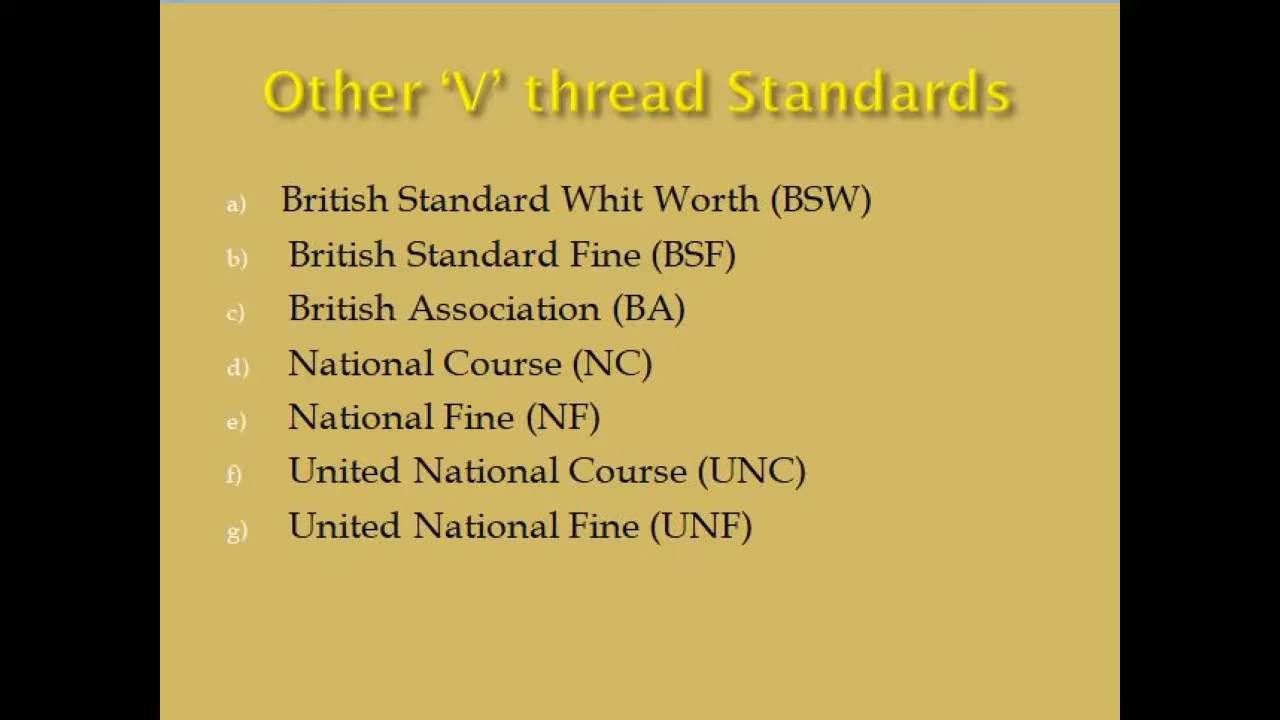 Other ‘V’ thread Standards
a) British Standard Whit Worth (BSW)
b) British Standard Fine (BSF)
c) British Association (BA)
d) National Course (NC)
e) National Fine (NF)
f) United National Course (UNC)
g) United National Fine (UNF)